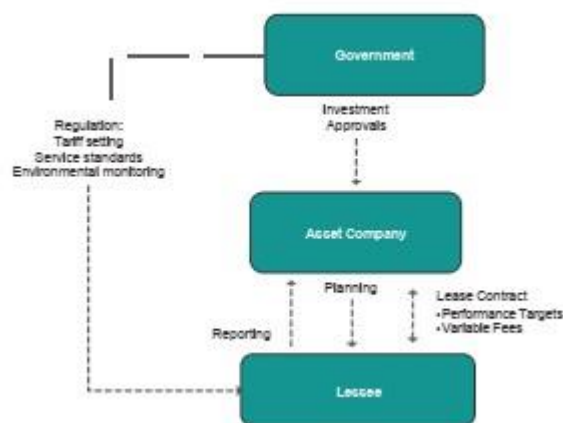 Government
Investment
Approvals
Regulation:
Tariff setting
Service standards
Environmental monitoring
Asset Company
Planning
Lease Contract
•Performance Targets
•Variable Fees
Reporting
Lessee